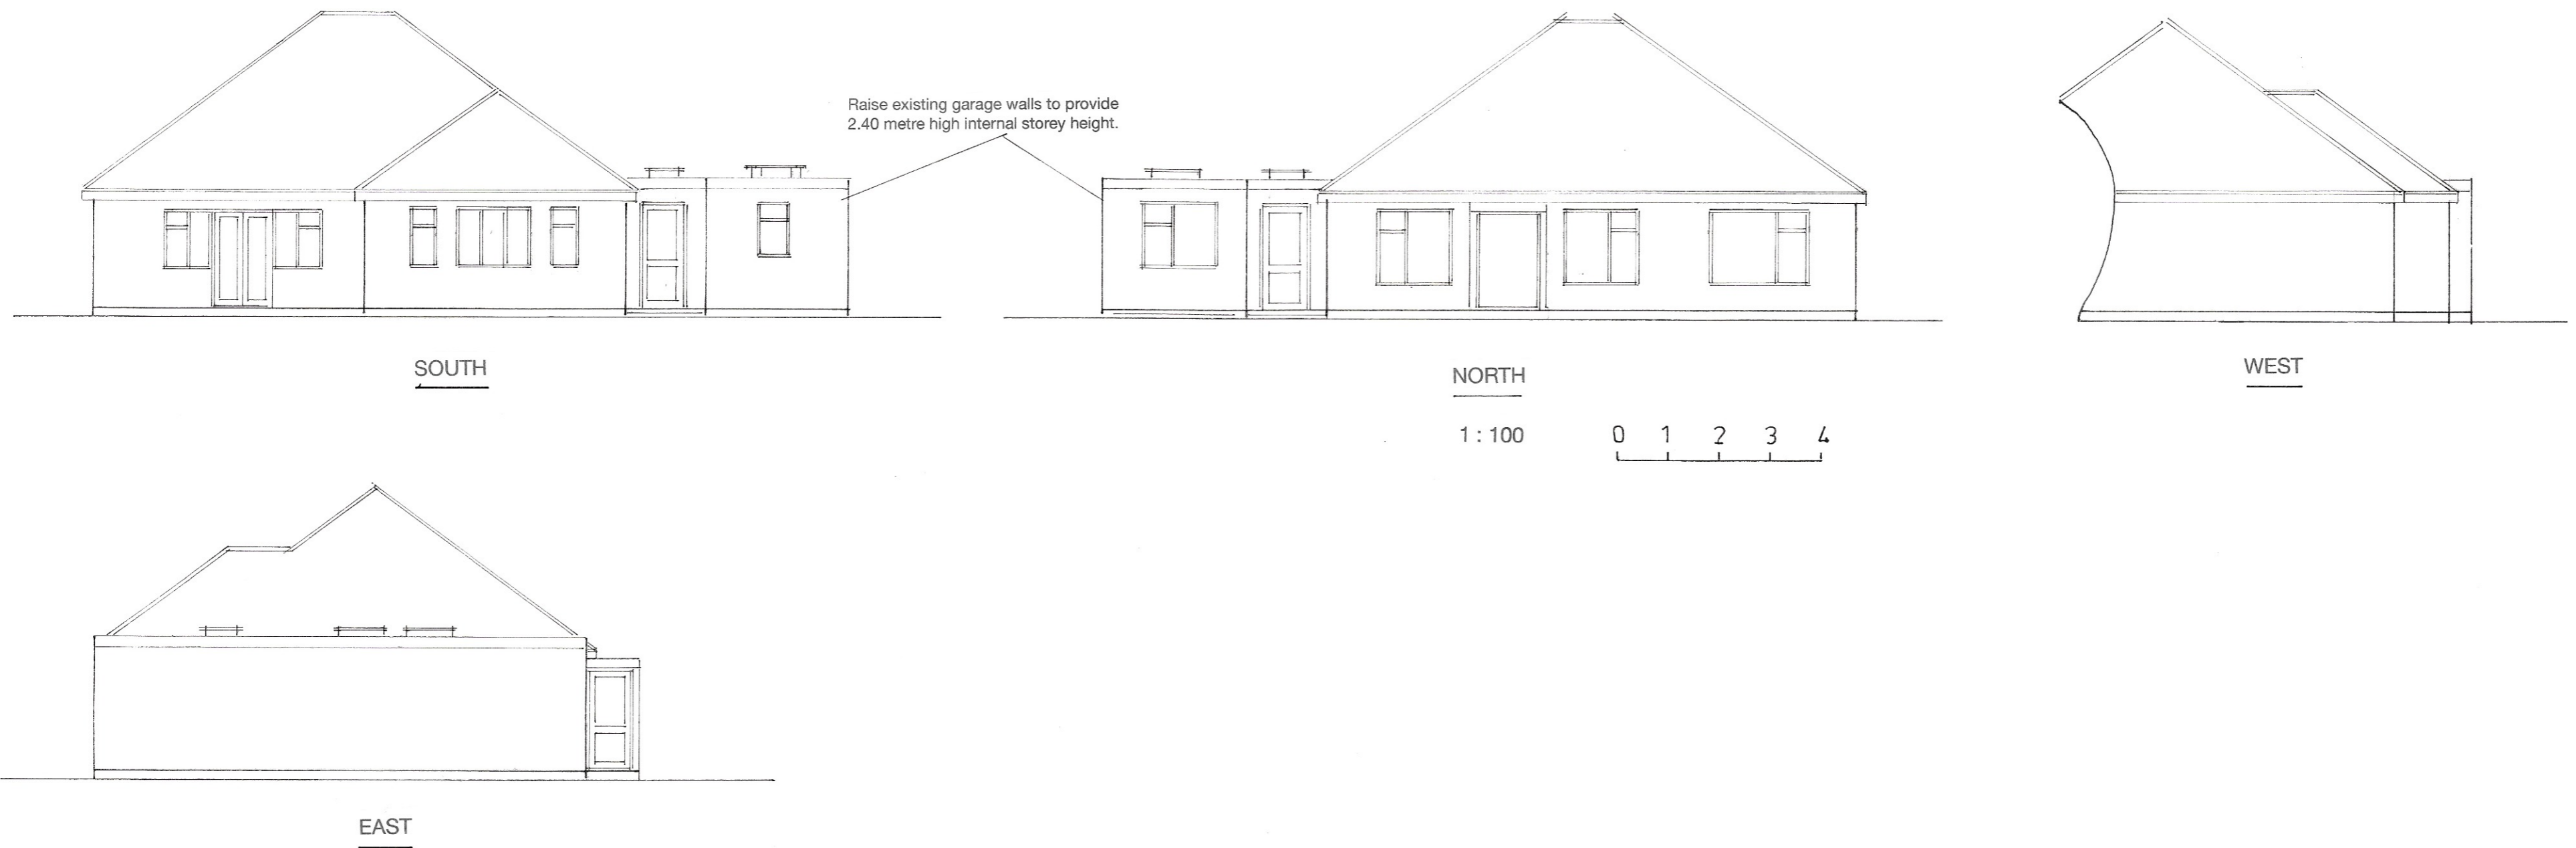 Raise existing garage walls to provide
2.40 metre high internal storey height.
SOUTH
NORTH
WEST
1 : 100
0 1 2 3 4
EAST